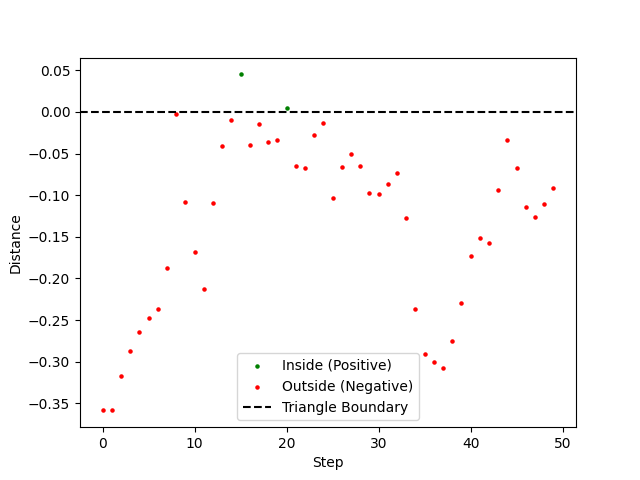 0.05
0.00
−0.05
−0.10
−0.15
−0.20
−0.25
−0.30
−0.35
Distance
Inside (Positive)
Outside (Negative)
Triangle Boundary
0 10 20 30 40 50
Step